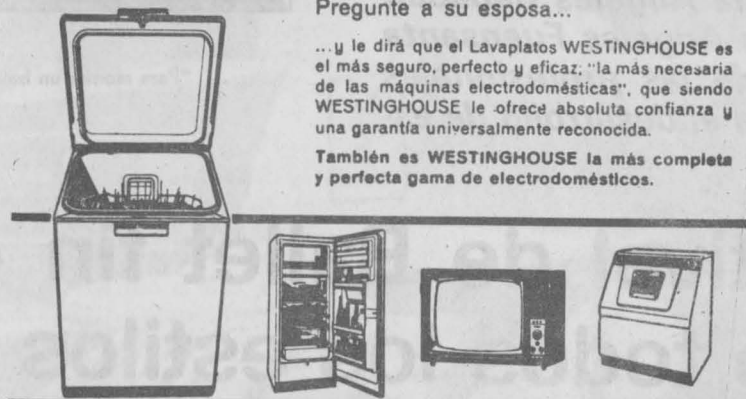 Pregunte a su esposa...
...y le dirá que el Lavaplatos WESTINGHOUSE es
el más seguro, perfecto y eficaz; "la más necesaria
de las máquinas electrodomésticas", que siendo
WESTINGHOUSE le ofrece absoluta confianza y
una garantía universalmente reconocida.
También es WESTINGHOUSE la más completa
y perfecta gama de electrodomésticos.